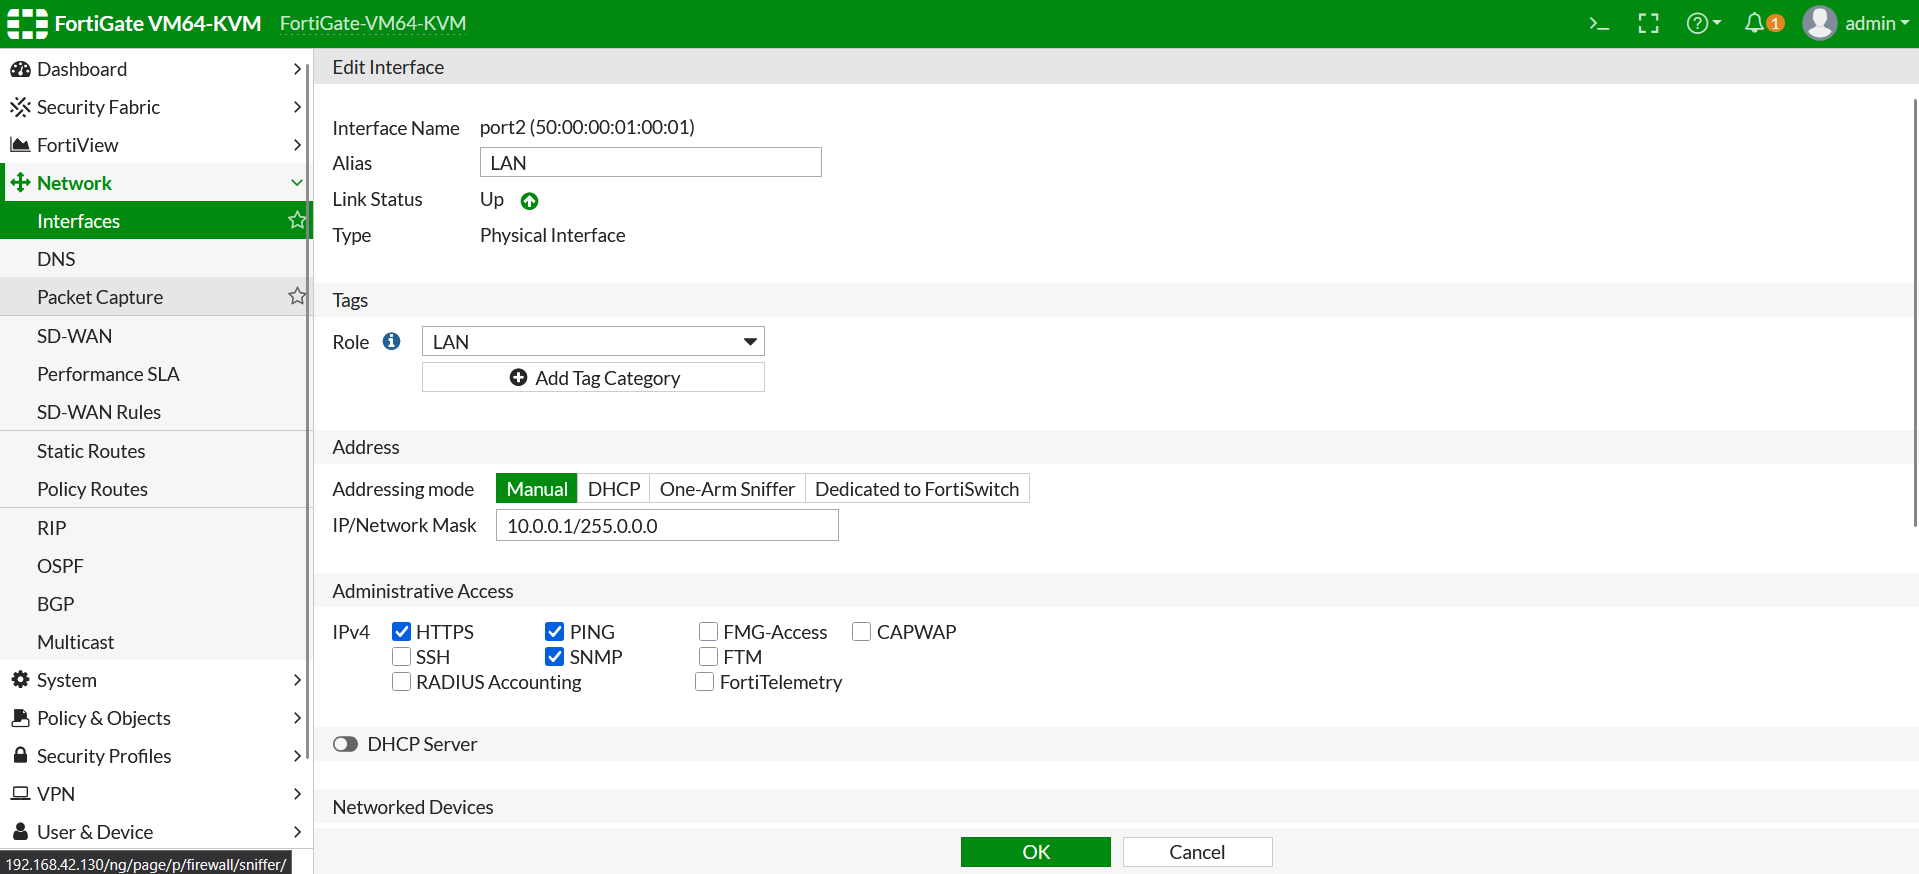 FortiGate VM64-KVM FortiGate-VM64-KVM 1 admin
Dashboard
Security Fabric
FortiView
Network
Interfaces
DNS
Packet Capture
SD-WAN
Performance SLA
SD-WAN Rules
Static Routes
Policy Routes
RIP
OSPF
BGP
Multicast
System
Policy & Objects
Security Profiles
VPN
User & Device
192.168.42.130/ng/page/p/firewall/sniffer/
Edit Interface
Interface Name port2 (50:00:00:01:00:01)
Alias LAN
Link Status Up
Type Physical Interface
Tags
Role LAN
Add Tag Category
Address
Addressing mode Manual DHCP One-Arm Sniffer Dedicated to FortiSwitch
IP/Network Mask 10.0.0.1/255.0.0.0
Administrative Access
IPv4 HTTPS PING FMG-Access CAPWAP
SSH SNMP FTM
RADIUS Accounting FortiTelemetry
DHCP Server
Networked Devices
OK Cancel